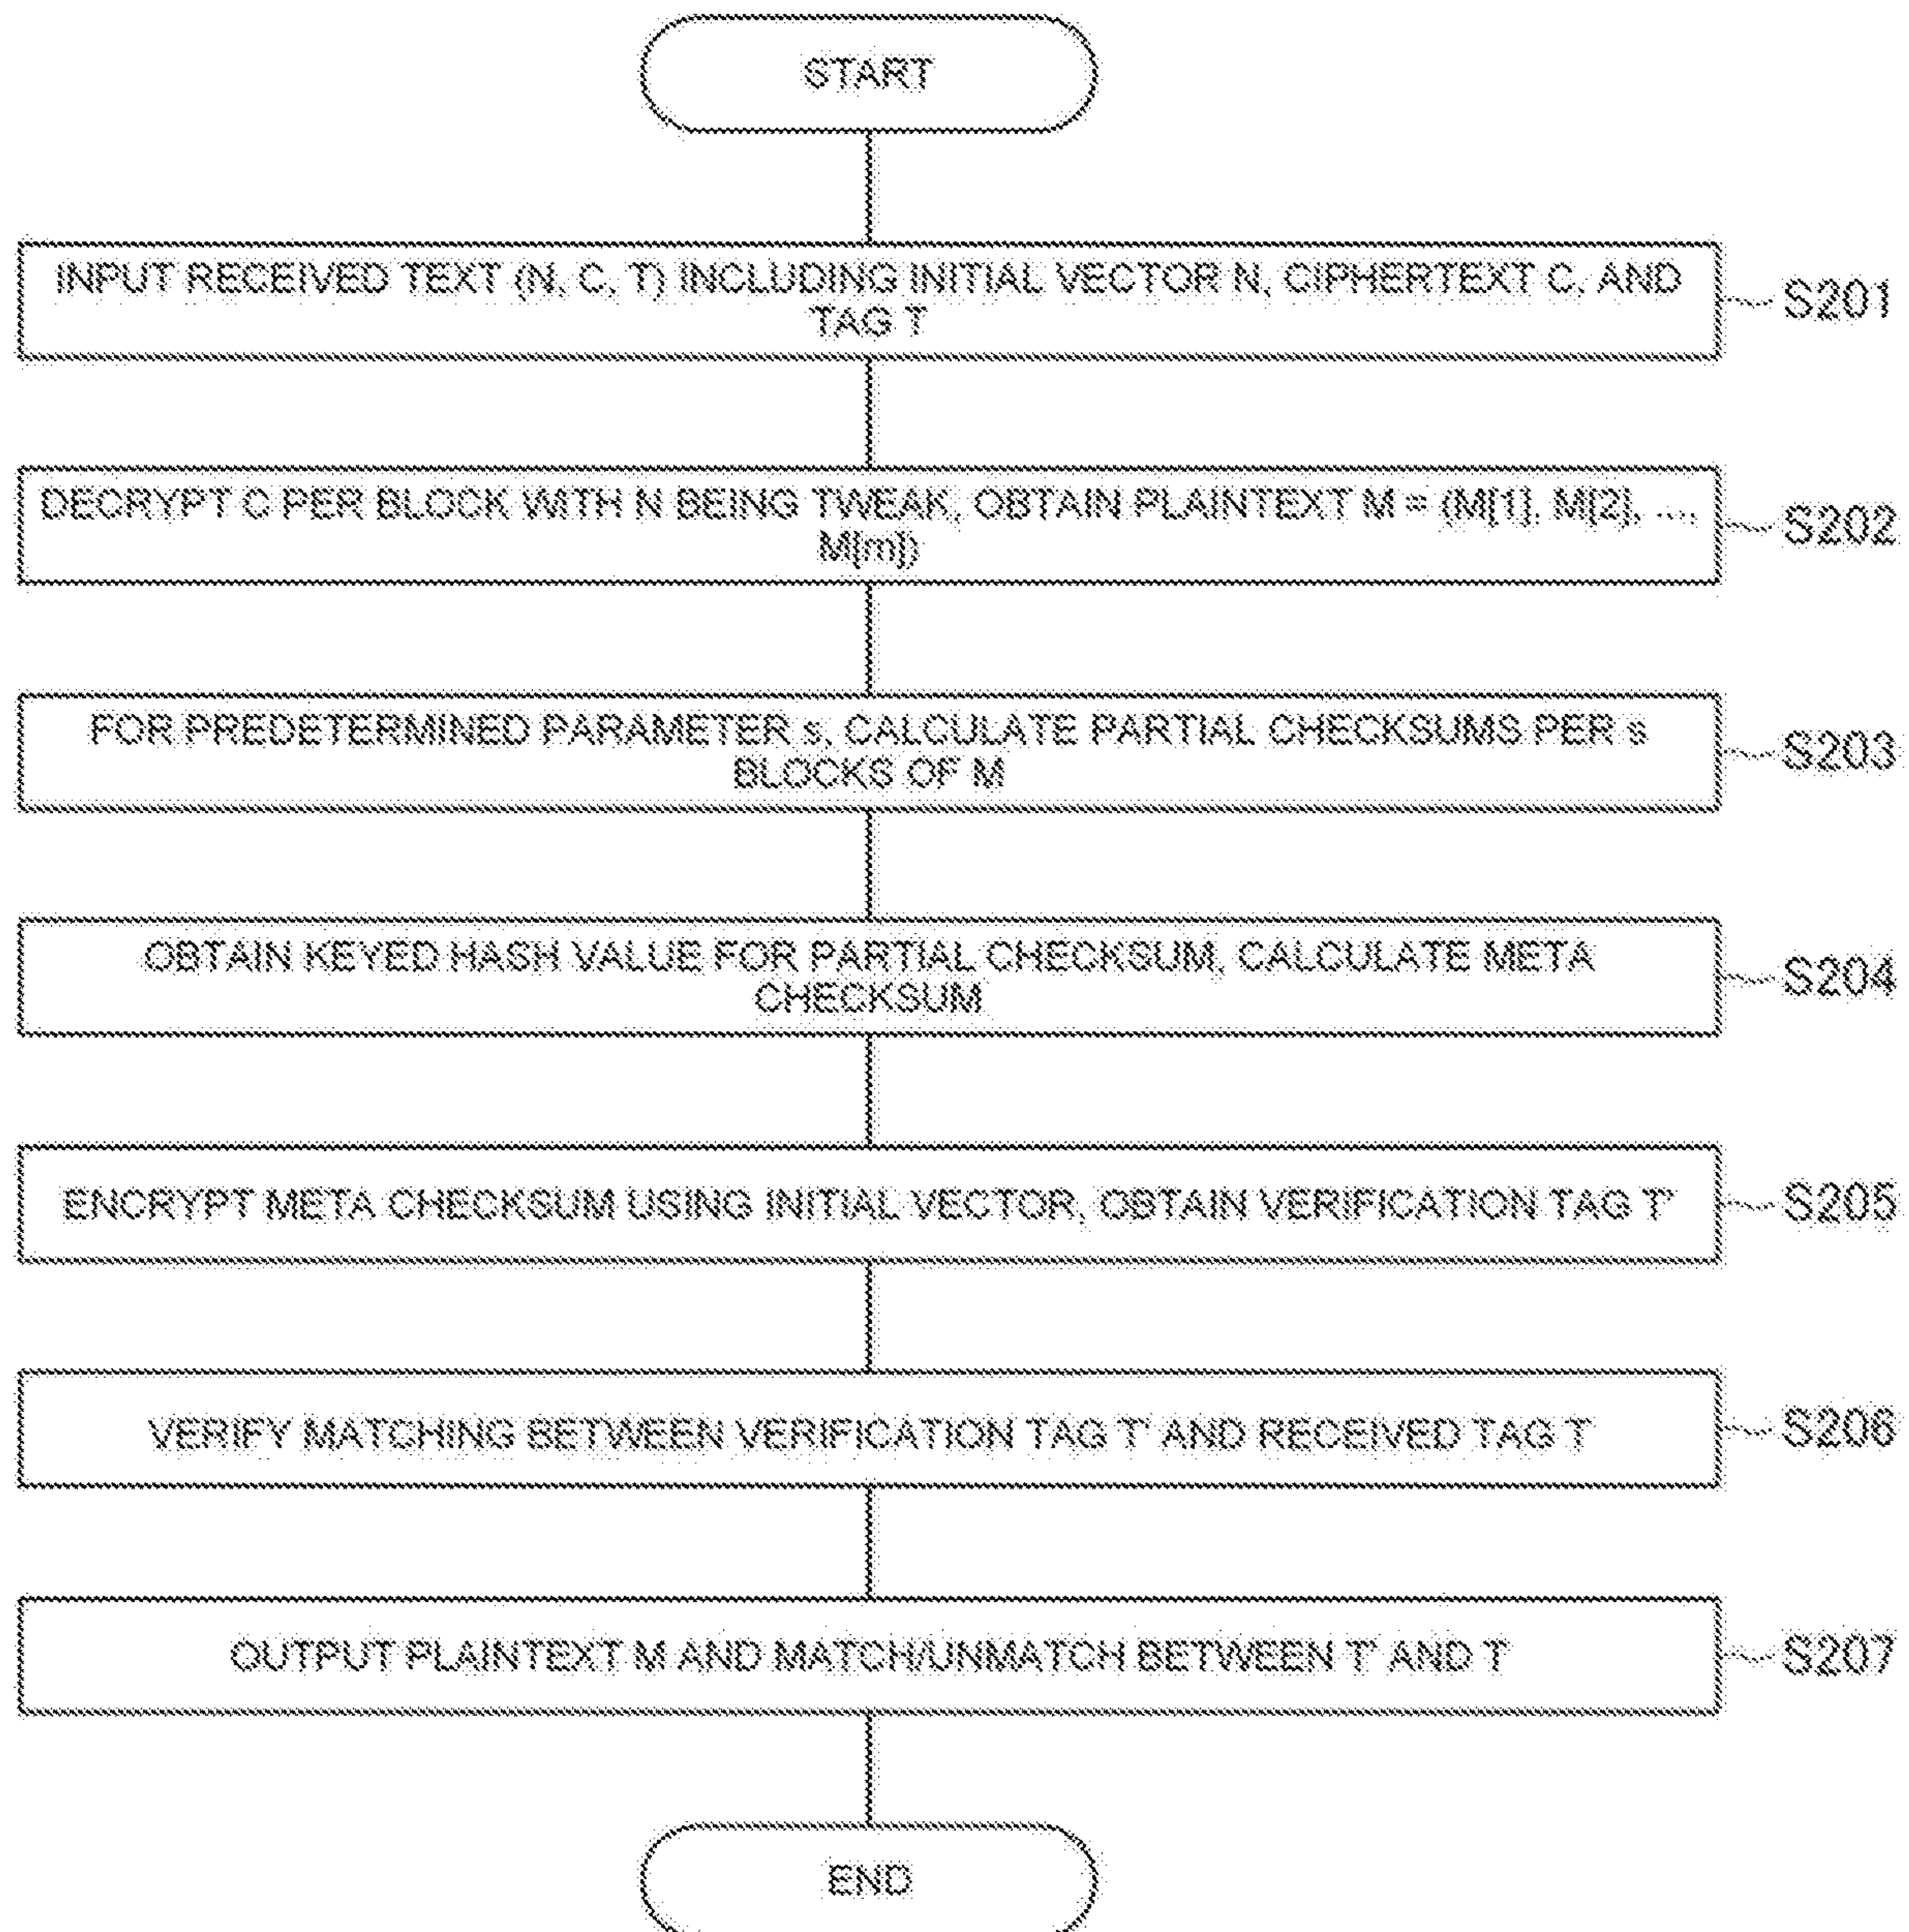 START
INPUT RECEIVED TEXT (N, C, T) INCLUDING INITIAL VECTOR N, CIPHERTEXT C, AND
TAG T
S201
DECRYPT C PER BLOCK WITH N BEING TWEAK, OBTAIN PLAINTEXT M = (M[1], M[2], ...,
M[m])
S202
FOR PREDETERMINED PARAMETER s, CALCULATE PARTIAL CHECKSUMS PER s
BLOCKS OF M
S203
OBTAIN KEYED HASH VALUE FOR PARTIAL CHECKSUM, CALCULATE META
CHECKSUM
S204
ENCRYPT META CHECKSUM USING INITIAL VECTOR, OBTAIN VERIFICATION TAG T'
S205
VERIFY MATCHING BETWEEN VERIFICATION TAG T' AND RECEIVED TAG T
S206
OUTPUT PLAINTEXT M AND MATCH/UNMATCH BETWEEN T' AND T
S207
END